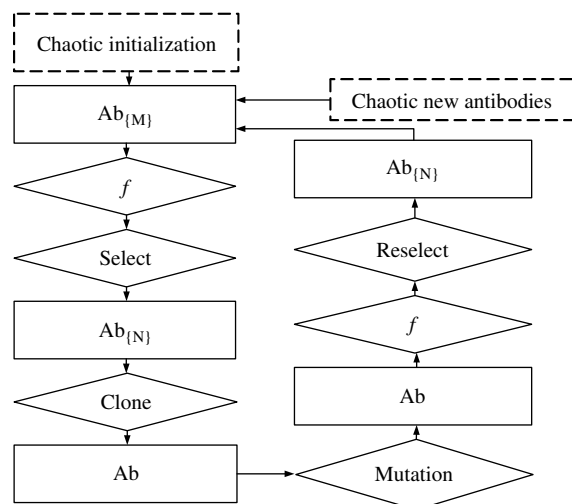 Chaotic initialization
Ab{M}
Chaotic new antibodies
f
Select
Ab{N}
Clone
Ab
Mutation
Ab
f
Reselect
Ab{N}